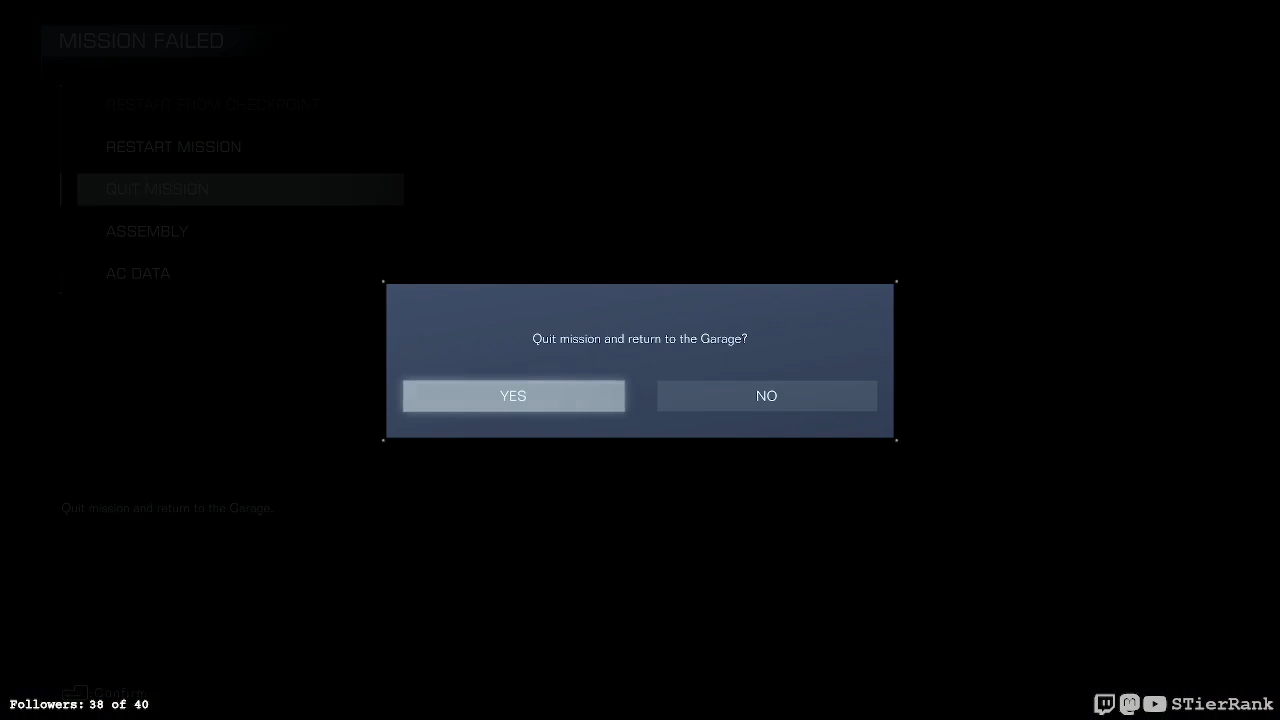 MISSION FAILED
RESTART FROM CHECKPOINT
RESTART MISSION
QUIT MISSION
ASSEMBLY
AC DATA
Quit mission and return to the Garage?
YES
NO
Quit mission and return to the Garage.
:Confirm
Followers: 38 of 40
STierRank